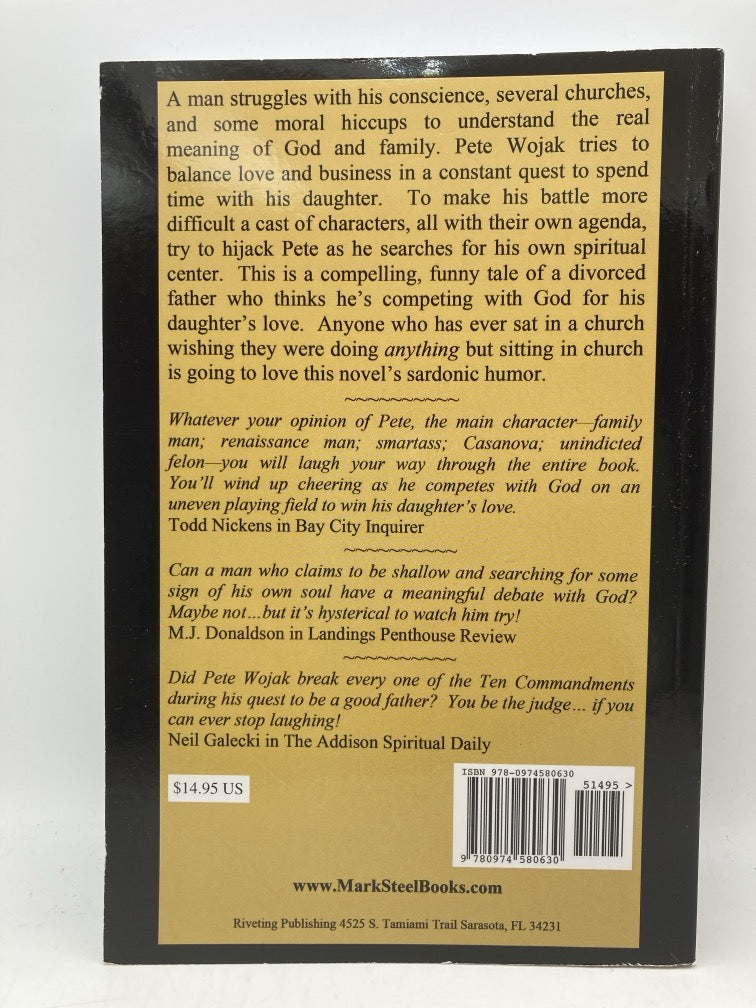 A man struggles with his conscience, several churches,
and some moral hiccups to understand the real
meaning of God and family. Pete Wojak tries to
balance love and business in a constant quest to spend
time with his daughter. To make his battle more
difficult a cast of characters, all with their own agenda,
try to hijack Pete as he searches for his own spiritual
center. This is a compelling, funny tale of a divorced
father who thinks he's competing with God for his
daughter's love. Anyone who has ever sat in a church
wishing they were doing anything but sitting in church
is going to love this novel's sardonic humor.
~~~~~~~~~~~
Whatever your opinion of Pete, the main character—family
man; renaissance man; smartass; Casanova; unindicted
felon—you will laugh your way through the entire book.
You'll wind up cheering as he competes with God on an
uneven playing field to win his daughter's love.
Todd Nickens in Bay City Inquirer
~~~~~~~~~~~
Can a man who claims to be shallow and searching for some
sign of his own soul have a meaningful debate with God?
Maybe not...but it's hysterical to watch him try!
M.J. Donaldson in Landings Penthouse Review
~~~~~~~~~~~
Did Pete Wojak break every one of the Ten Commandments
during his quest to be a good father? You be the judge... if you
can ever stop laughing!
Neil Galecki in The Addison Spiritual Daily
$14.95 US
ISBN 978-0974580630
51495 >
9 780974 580630
www.MarkSteelBooks.com
Riveting Publishing 4525 S. Tamiami Trail Sarasota, FL 34231